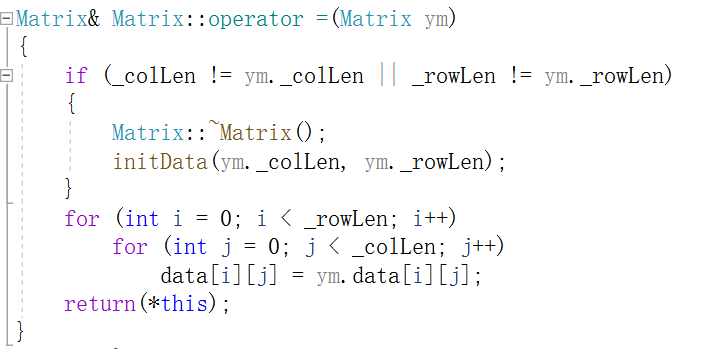 Matrix& Matrix::operator =(Matrix ym)
{
    if (_colLen != ym._colLen || _rowLen != ym._rowLen)
    {
        Matrix::~Matrix();
        initData(ym._colLen, ym._rowLen);
    }
    for (int i = 0; i < _rowLen; i++)
        for (int j = 0; j < _colLen; j++)
            data[i][j] = ym.data[i][j];
    return(*this);
}